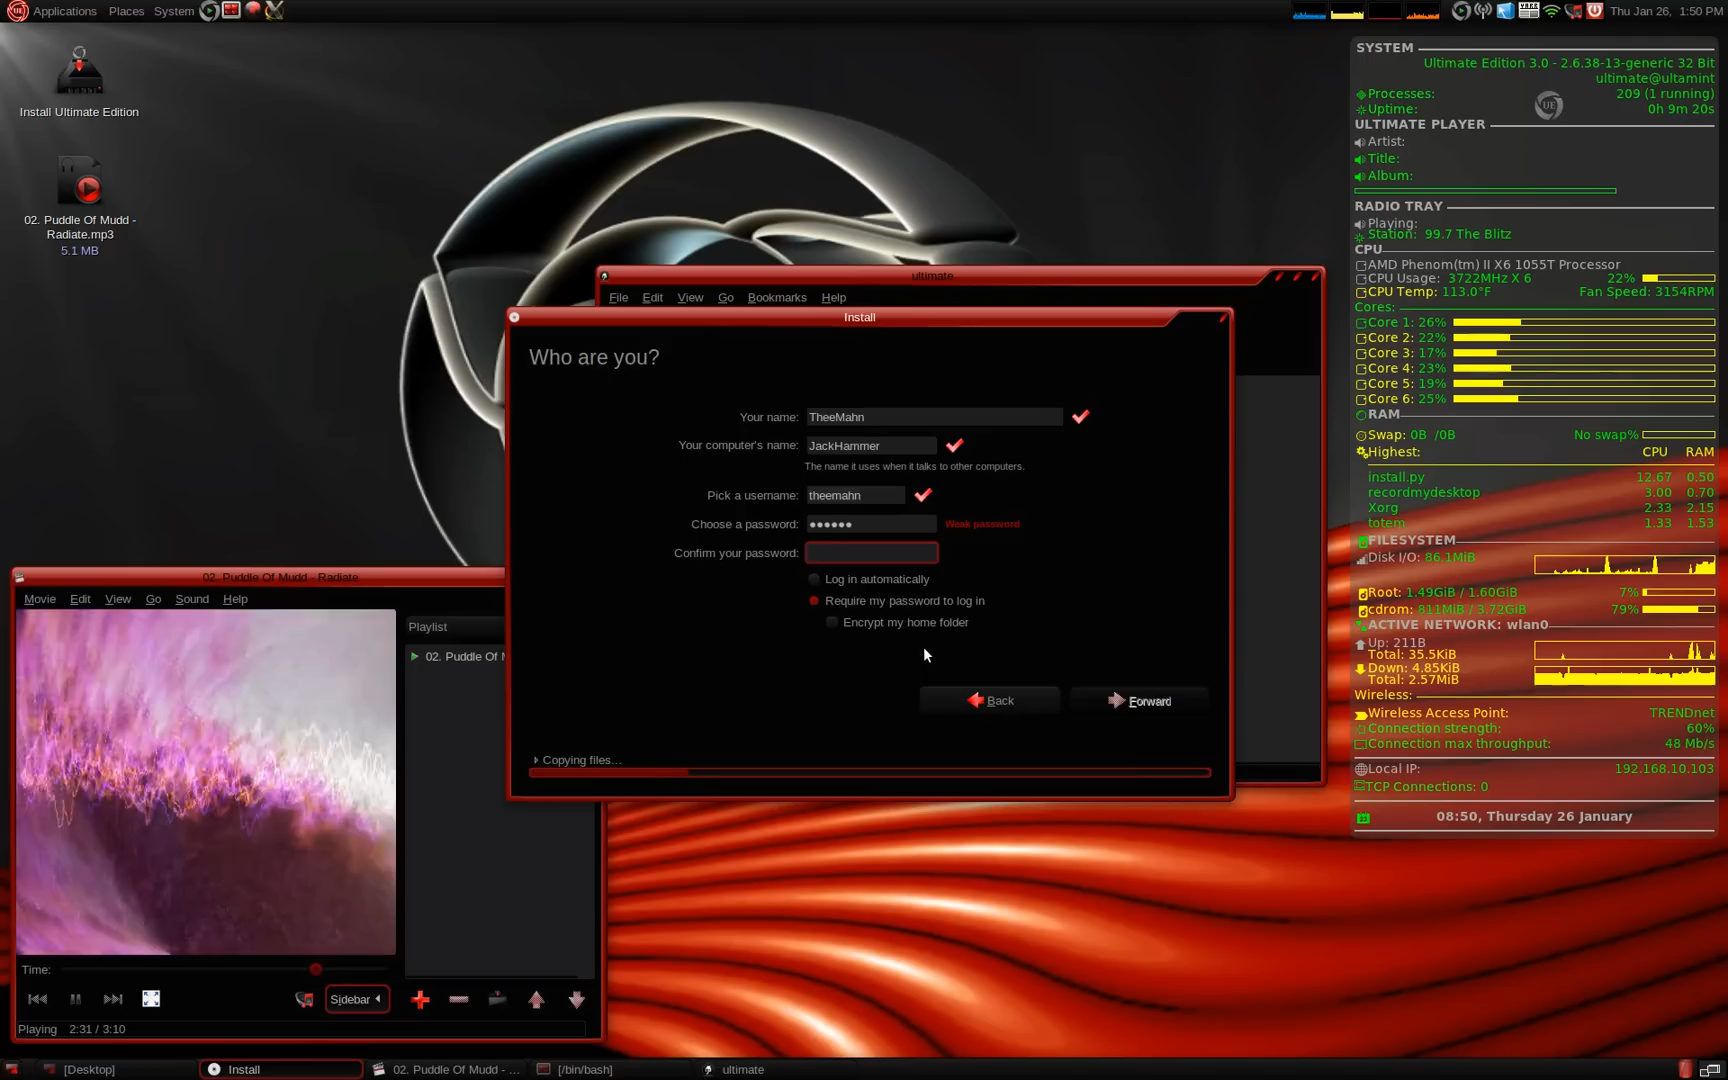 Applications Places System
Thu Jan 26, 1:50 PM
Install Ultimate Edition
02. Puddle Of Mudd -
Radiate.mp3
5.1 MB
ultimate
File Edit View Go Bookmarks Help
Install
Who are you?
Your name: TheeMahn
Your computer's name: JackHammer
The name it uses when it talks to other computers.
Pick a username: theemahn
Choose a password: ●●●●●● Weak password
Confirm your password:
Log in automatically
Require my password to log in
Encrypt my home folder
Back Forward
Copying files...
02. Puddle Of Mudd - Radiate
Movie Edit View Go Sound Help
Playlist
02. Puddle Of M
Time:
Sidebar
Playing 2:31 / 3:10
SYSTEM
Ultimate Edition 3.0 - 2.6.38-13-generic 32 Bit
ultimate@ultamint
Processes: 209 (1 running)
Uptime: 0h 9m 20s
UE
ULTIMATE PLAYER
Artist:
Title:
Album:
RADIO TRAY
Playing:
Station: 99.7 The Blitz
CPU
AMD Phenom(tm) II X6 1055T Processor
CPU Usage: 3722MHz X 6 22%
CPU Temp: 113.0°F Fan Speed: 3154RPM
Cores:
Core 1: 26%
Core 2: 22%
Core 3: 17%
Core 4: 23%
Core 5: 19%
Core 6: 25%
RAM
Swap: 0B /0B No swap%
Highest: CPU RAM
install.py 12.67 0.50
recordmydesktop 3.00 0.70
Xorg 2.33 2.15
totem 1.33 1.53
FILESYSTEM
Disk I/O: 86.1MiB
Root: 1.49GiB / 1.60GiB 7%
cdrom: 811MiB / 3.72GiB 79%
ACTIVE NETWORK: wlan0
Up: 211B
Total: 35.5KiB
Down: 4.85KiB
Total: 2.57MiB
Wireless:
Wireless Access Point: TRENDnet
Connection strength: 60%
Connection max throughput: 48 Mb/s
Local IP: 192.168.10.103
TCP Connections: 0
08:50, Thursday 26 January
[Desktop] Install 02. Puddle Of Mudd - ... [/bin/bash] ultimate